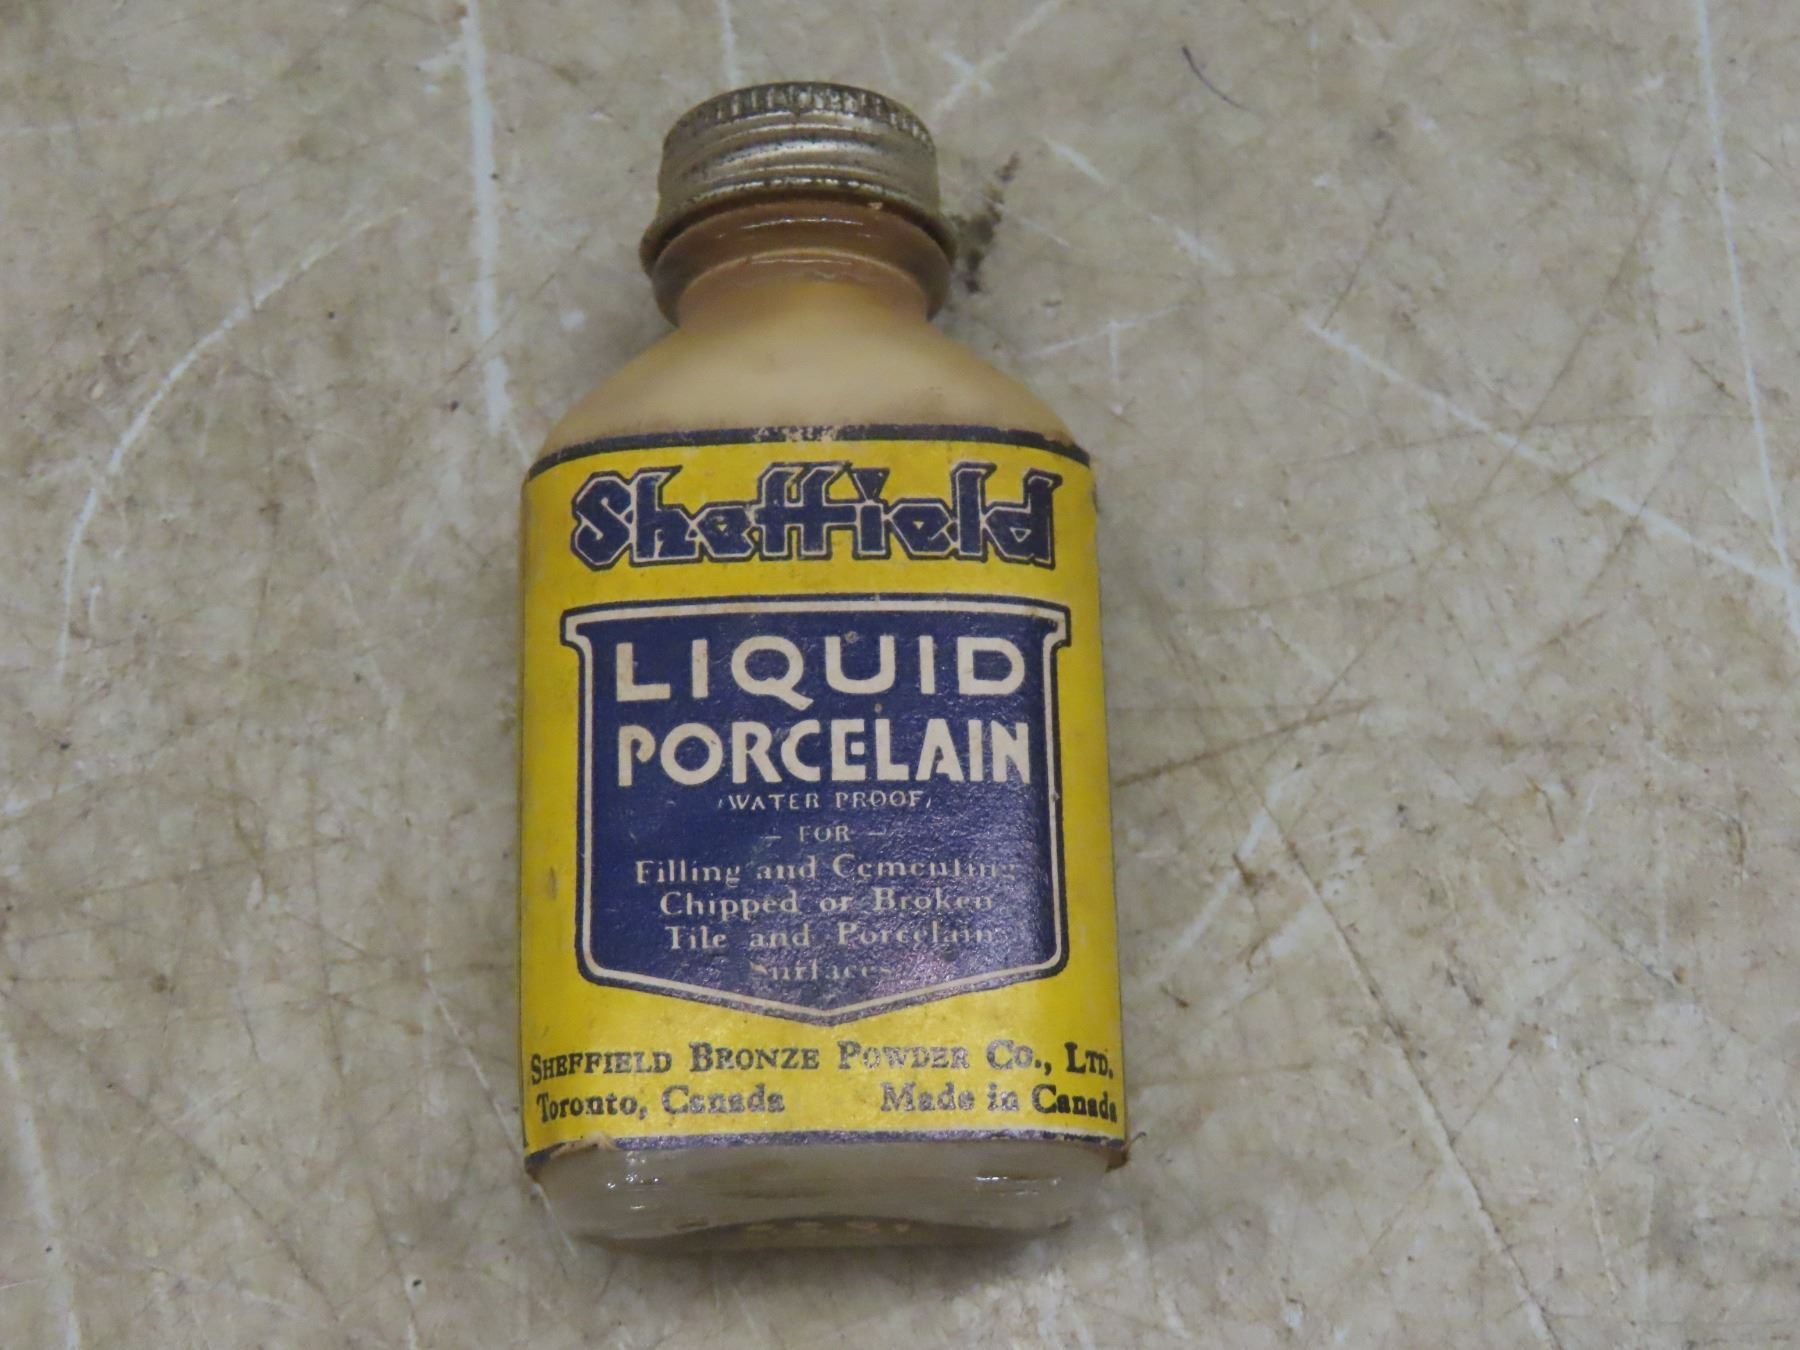 Sheffield
LIQUID
PORCELAIN
(WATER PROOF)
- FOR -
Filling and Cementing
Chipped or Broken
Tile and Porcelain
Surfaces
SHEFFIELD BRONZE POWDER CO., LTD.
Toronto, Canada Made in Canada